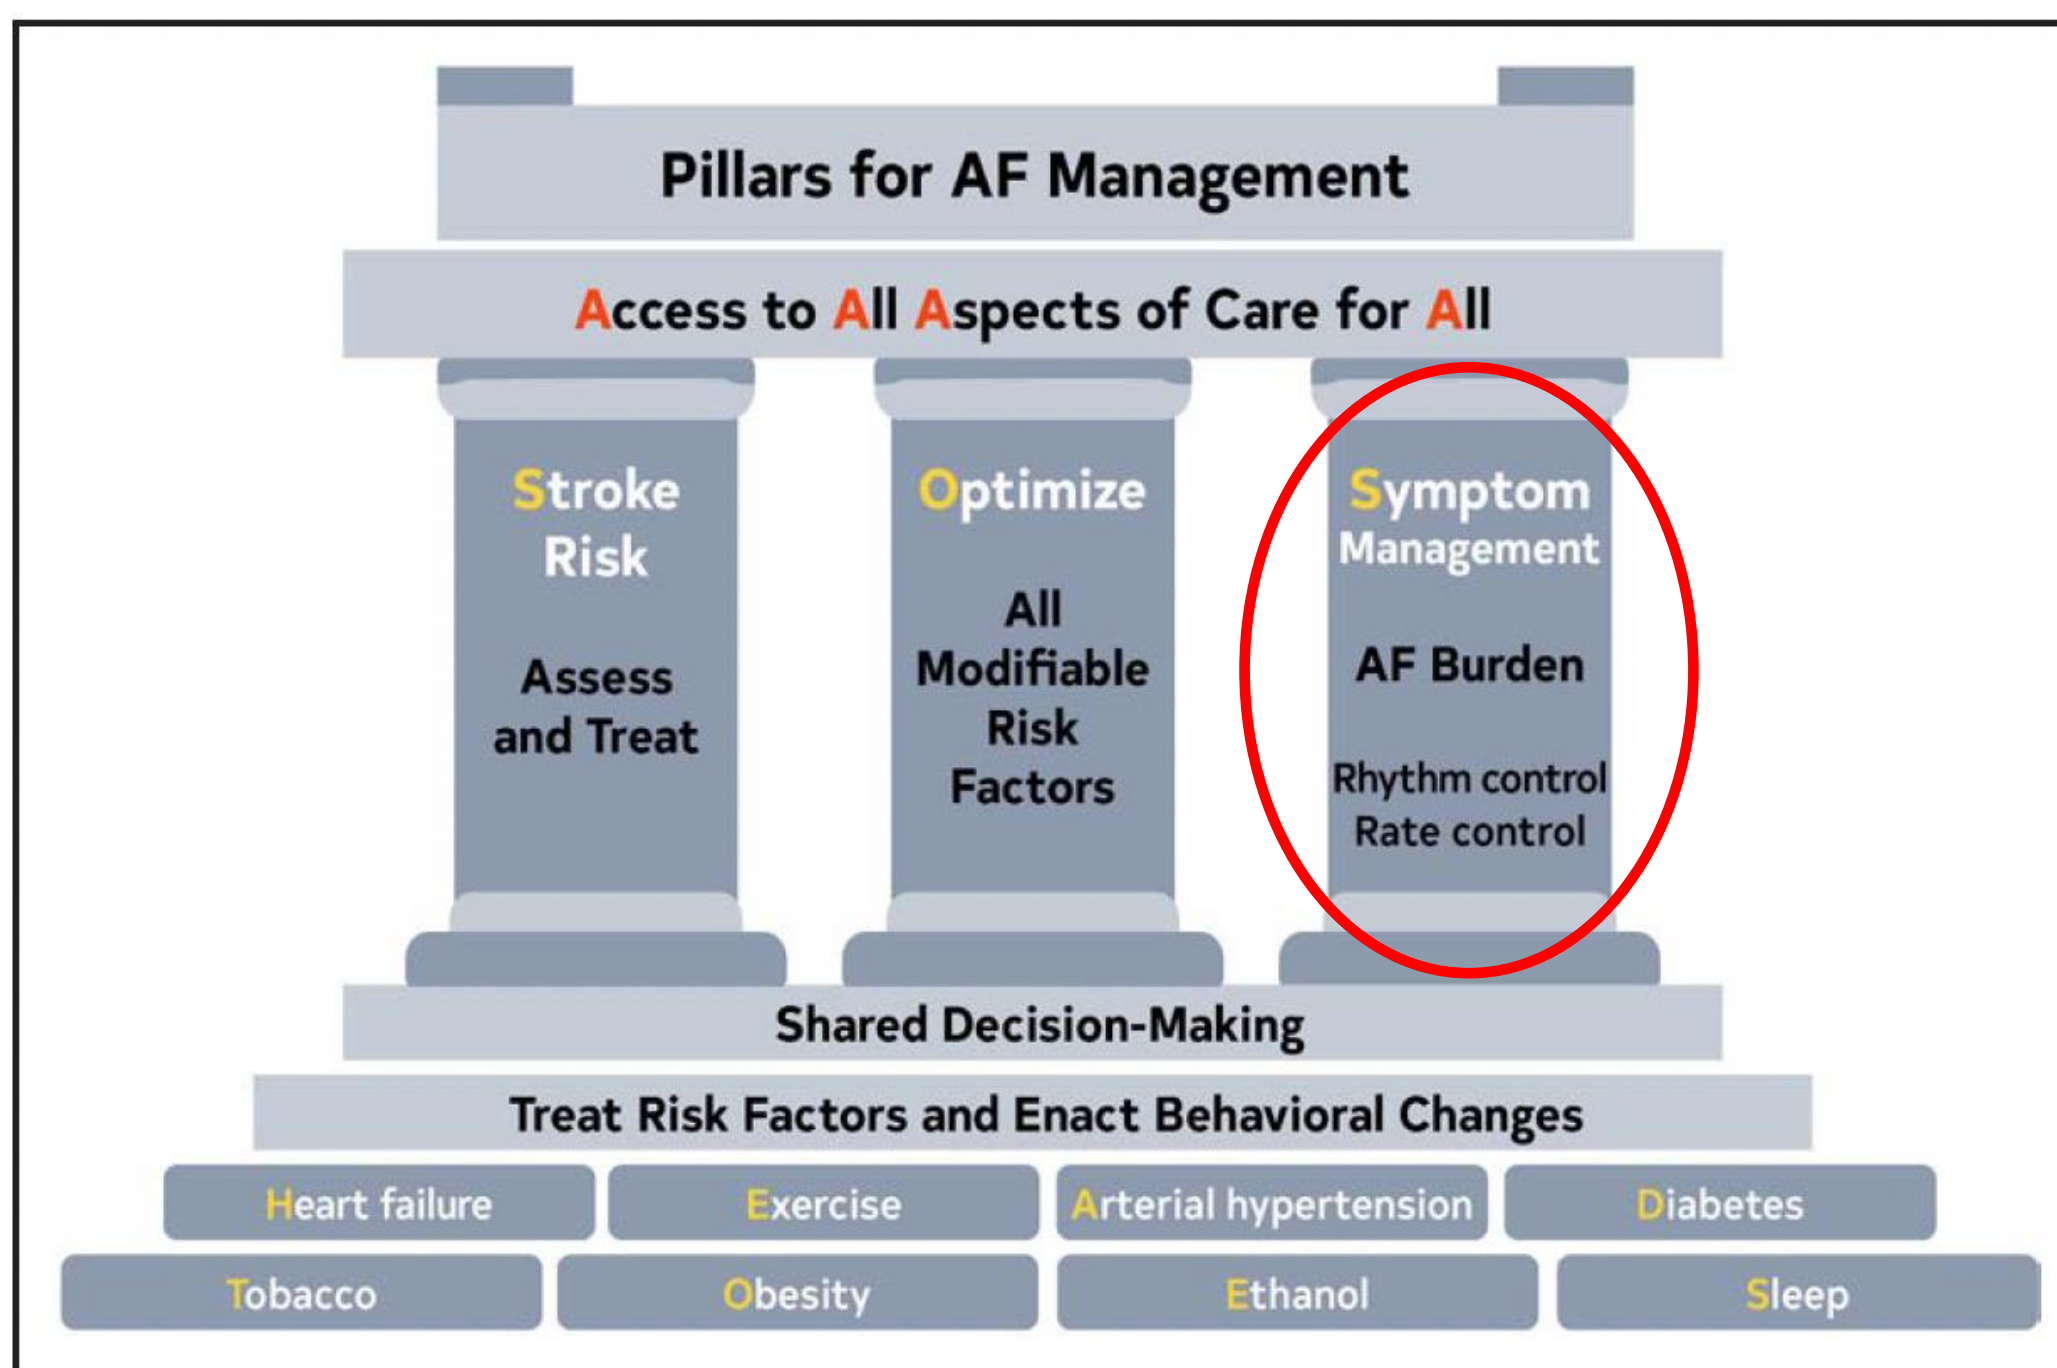 Pillars for AF Management
Access to All Aspects of Care for All
Stroke
Risk
Assess
and Treat
Optimize
All
Modifiable
Risk
Factors
Symptom
Management
AF Burden
Rhythm control
Rate control
Shared Decision-Making
Treat Risk Factors and Enact Behavioral Changes
Heart failure
Exercise
Arterial hypertension
Diabetes
Tobacco
Obesity
Ethanol
Sleep